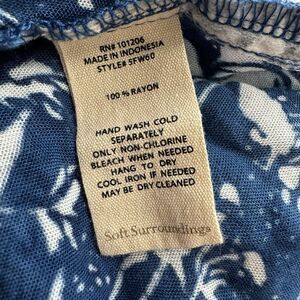 RN# 101206
MADE IN INDONESIA
STYLE# 5FW60
100% RAYON
HAND WASH COLD
SEPARATELY
ONLY NON-CHLORINE
BLEACH WHEN NEEDED
HANG TO DRY
COOL IRON IF NEEDED
MAY BE DRY CLEANED
Soft Surroundings